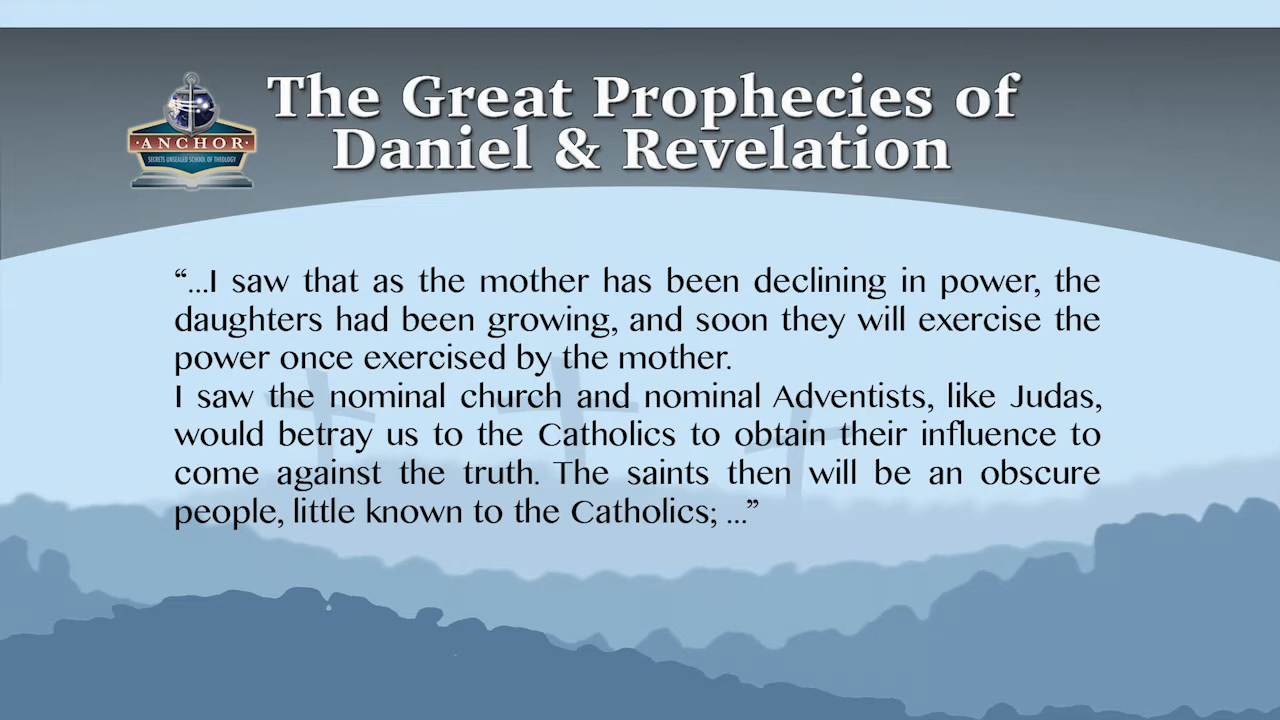 The Great Prophecies of
Daniel & Revelation
·ANCHOR·
SECRETS UNSEALED SCHOOL OF THEOLOGY
“...I saw that as the mother has been declining in power, the
daughters had been growing, and soon they will exercise the
power once exercised by the mother.
I saw the nominal church and nominal Adventists, like Judas,
would betray us to the Catholics to obtain their influence to
come against the truth. The saints then will be an obscure
people, little known to the Catholics; ...”